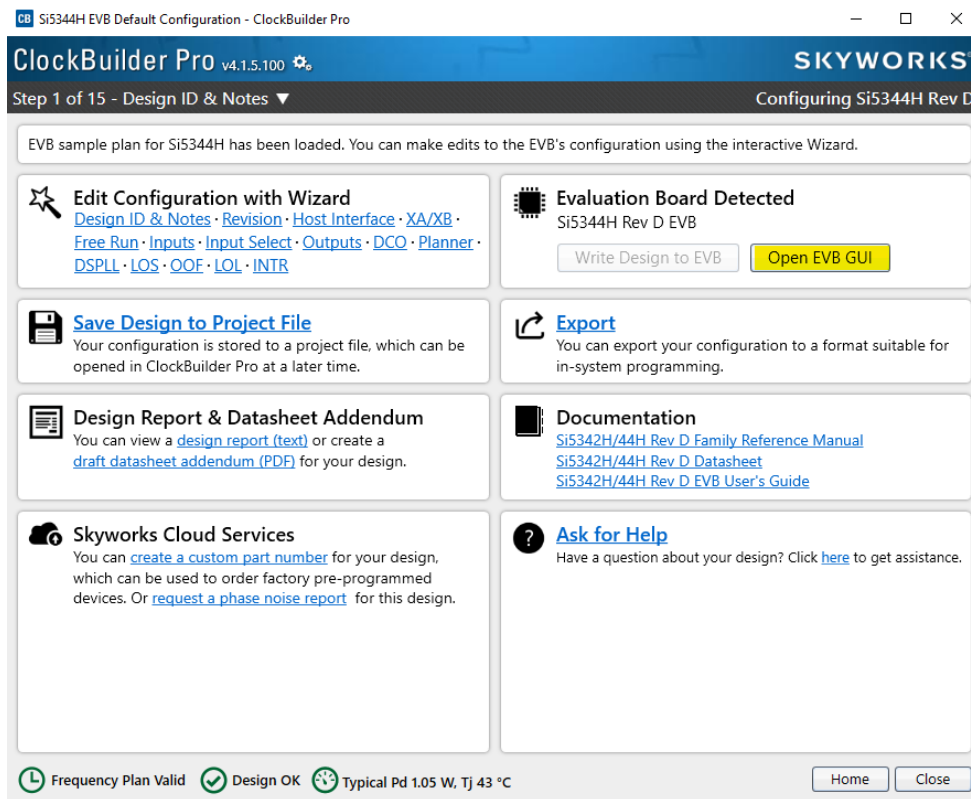 CB Si5344H EVB Default Configuration - ClockBuilder Pro
ClockBuilder Pro v4.1.5.100
SKYWORKS
Step 1 of 15 - Design ID & Notes ▼
Configuring Si5344H Rev D
EVB sample plan for Si5344H has been loaded. You can make edits to the EVB's configuration using the interactive Wizard.
Edit Configuration with Wizard
Design ID & Notes · Revision · Host Interface · XA/XB ·
Free Run · Inputs · Input Select · Outputs · DCO · Planner ·
DSPLL · LOS · OOF · LOL · INTR
Evaluation Board Detected
Si5344H Rev D EVB
Write Design to EVB
Open EVB GUI
Save Design to Project File
Your configuration is stored to a project file, which can be
opened in ClockBuilder Pro at a later time.
Export
You can export your configuration to a format suitable for
in-system programming.
Design Report & Datasheet Addendum
You can view a design report (text) or create a
draft datasheet addendum (PDF) for your design.
Documentation
Si5342H/44H Rev D Family Reference Manual
Si5342H/44H Rev D Datasheet
Si5342H/44H Rev D EVB User's Guide
Skyworks Cloud Services
You can create a custom part number for your design,
which can be used to order factory pre-programmed
devices. Or request a phase noise report for this design.
? Ask for Help
Have a question about your design? Click here to get assistance.
Frequency Plan Valid
Design OK
Typical Pd 1.05 W, Tj 43 °C
Home
Close